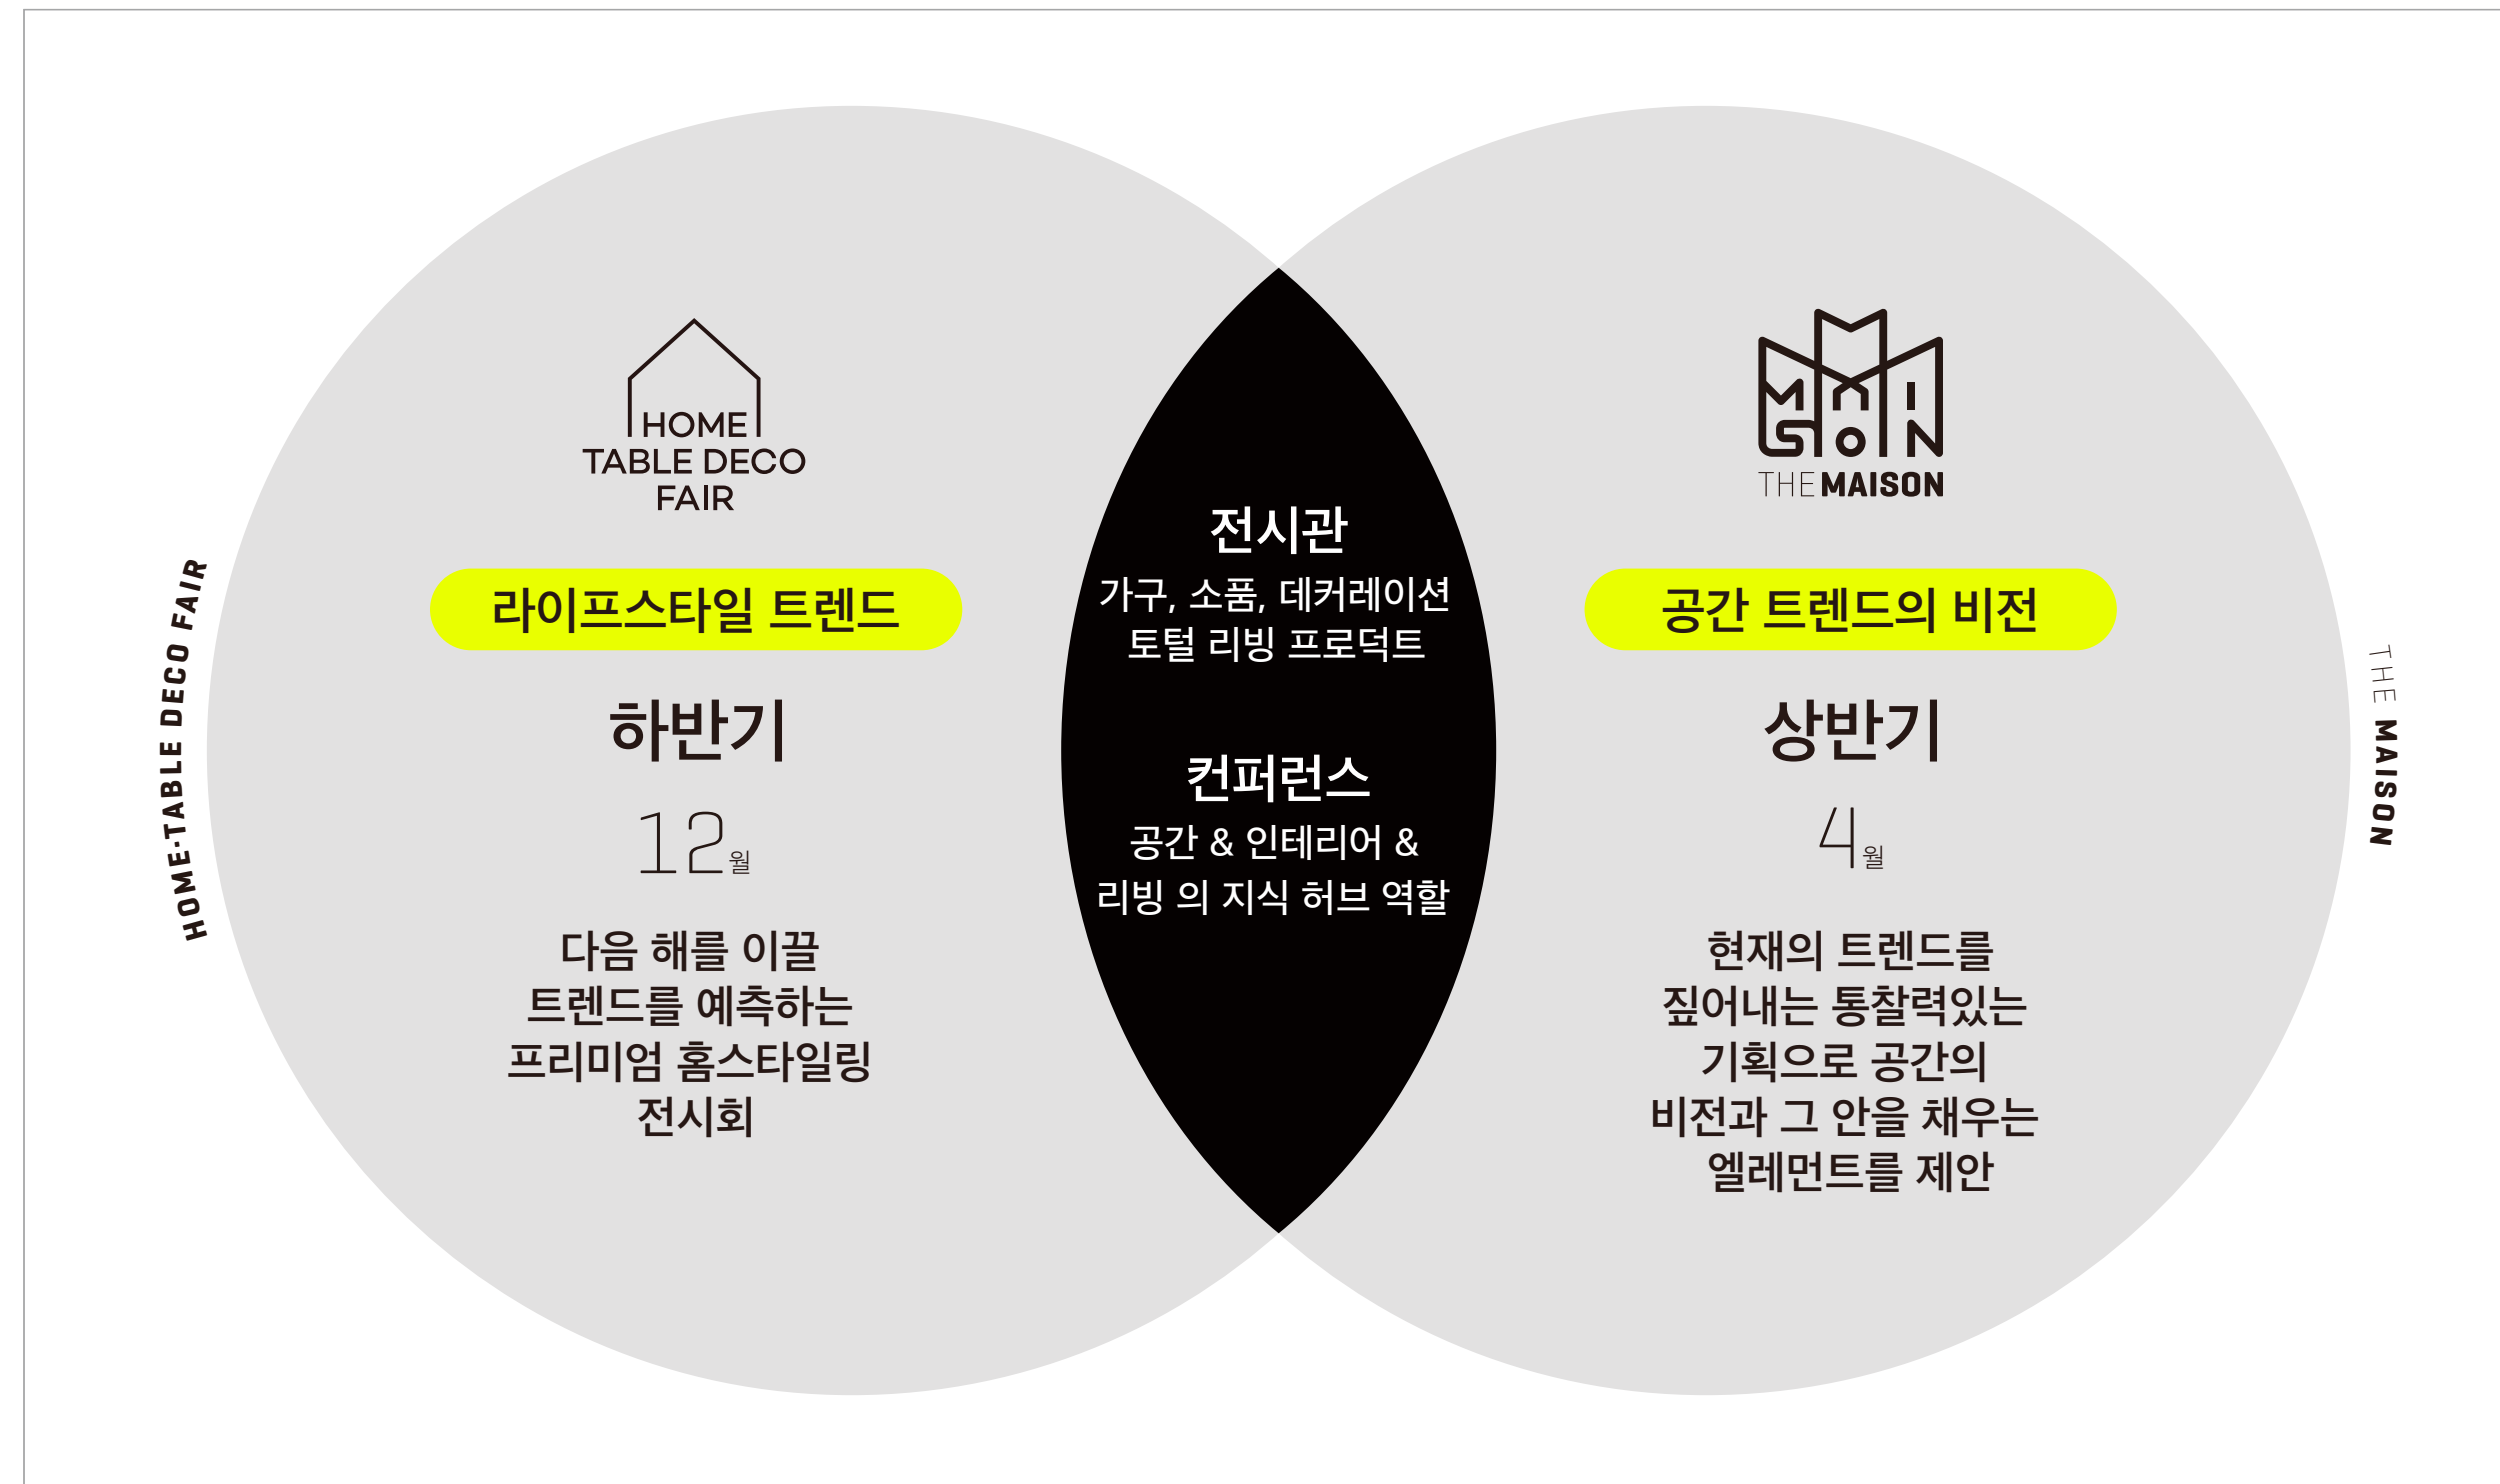 HOME·TABLE DECO FAIR
HOME
TABLE DECO
FAIR
라이프스타일 트렌드
하반기
12월
다음 해를 이끌
트렌드를 예측하는
프리미엄 홈스타일링
전시회
전시관
가구, 소품, 데커레이션
트렌 리빙 프로덕트
컨퍼런스
공간 & 인테리어 &
리빙 의 지식 허브 역할
THE MAISON
공간 트렌드의 비전
상반기
4월
현재의 트렌드를
짚어내는 통찰력있는
기획으로 공간의
비전과 그 안을 채우는
엘레먼트를 제안
THE MAISON